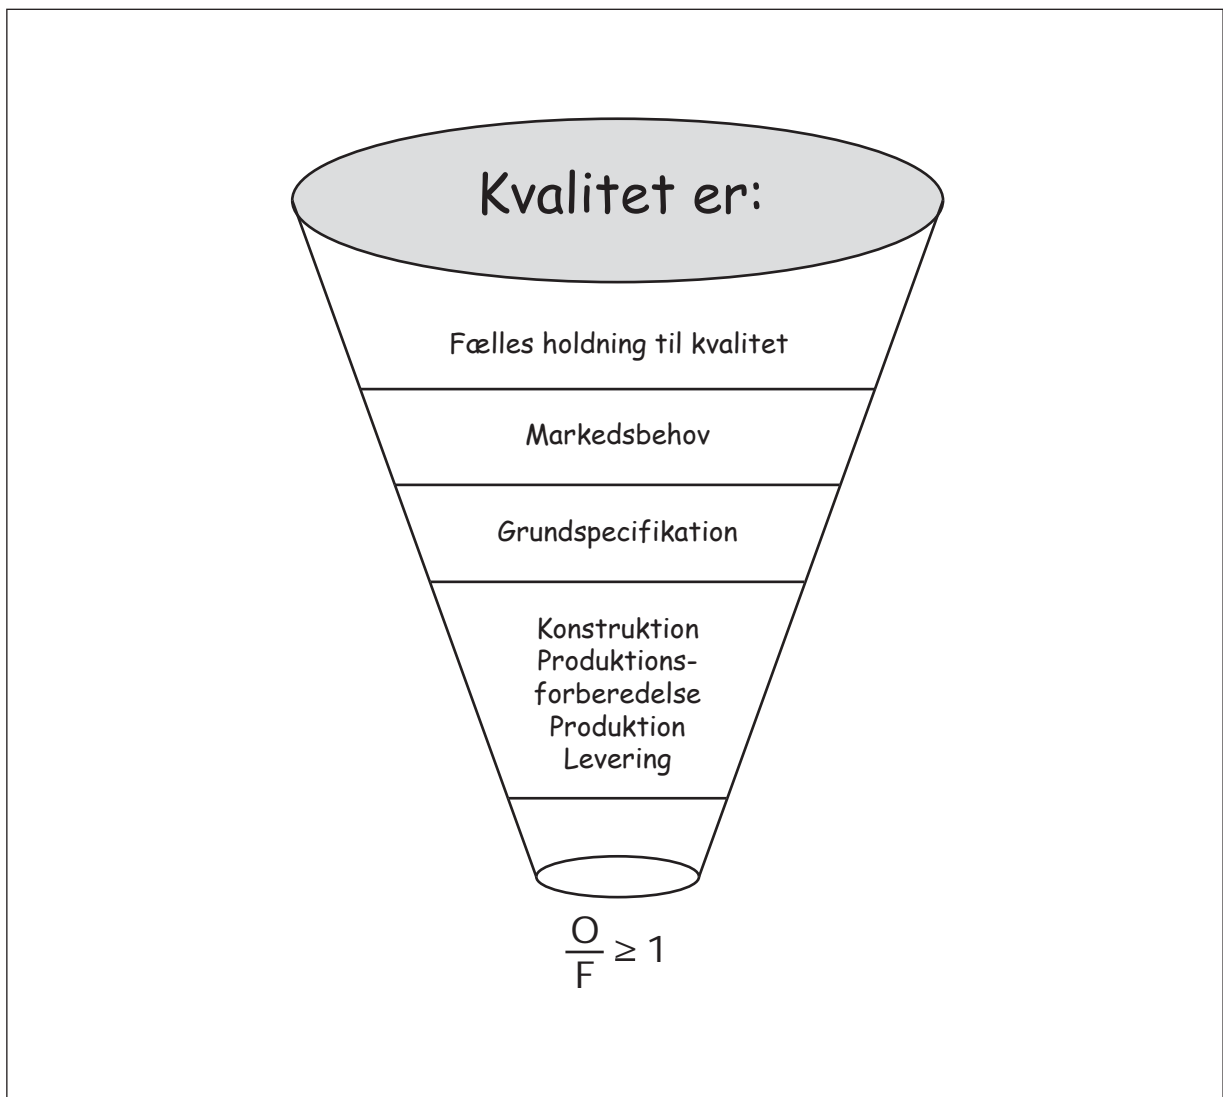 Kvalitet er:
Fælles holdning til kvalitet
Markedsbehov
Grundspecifikation
Konstruktion
Produktions-
forberedelse
Produktion
Levering
O
F
≥ 1